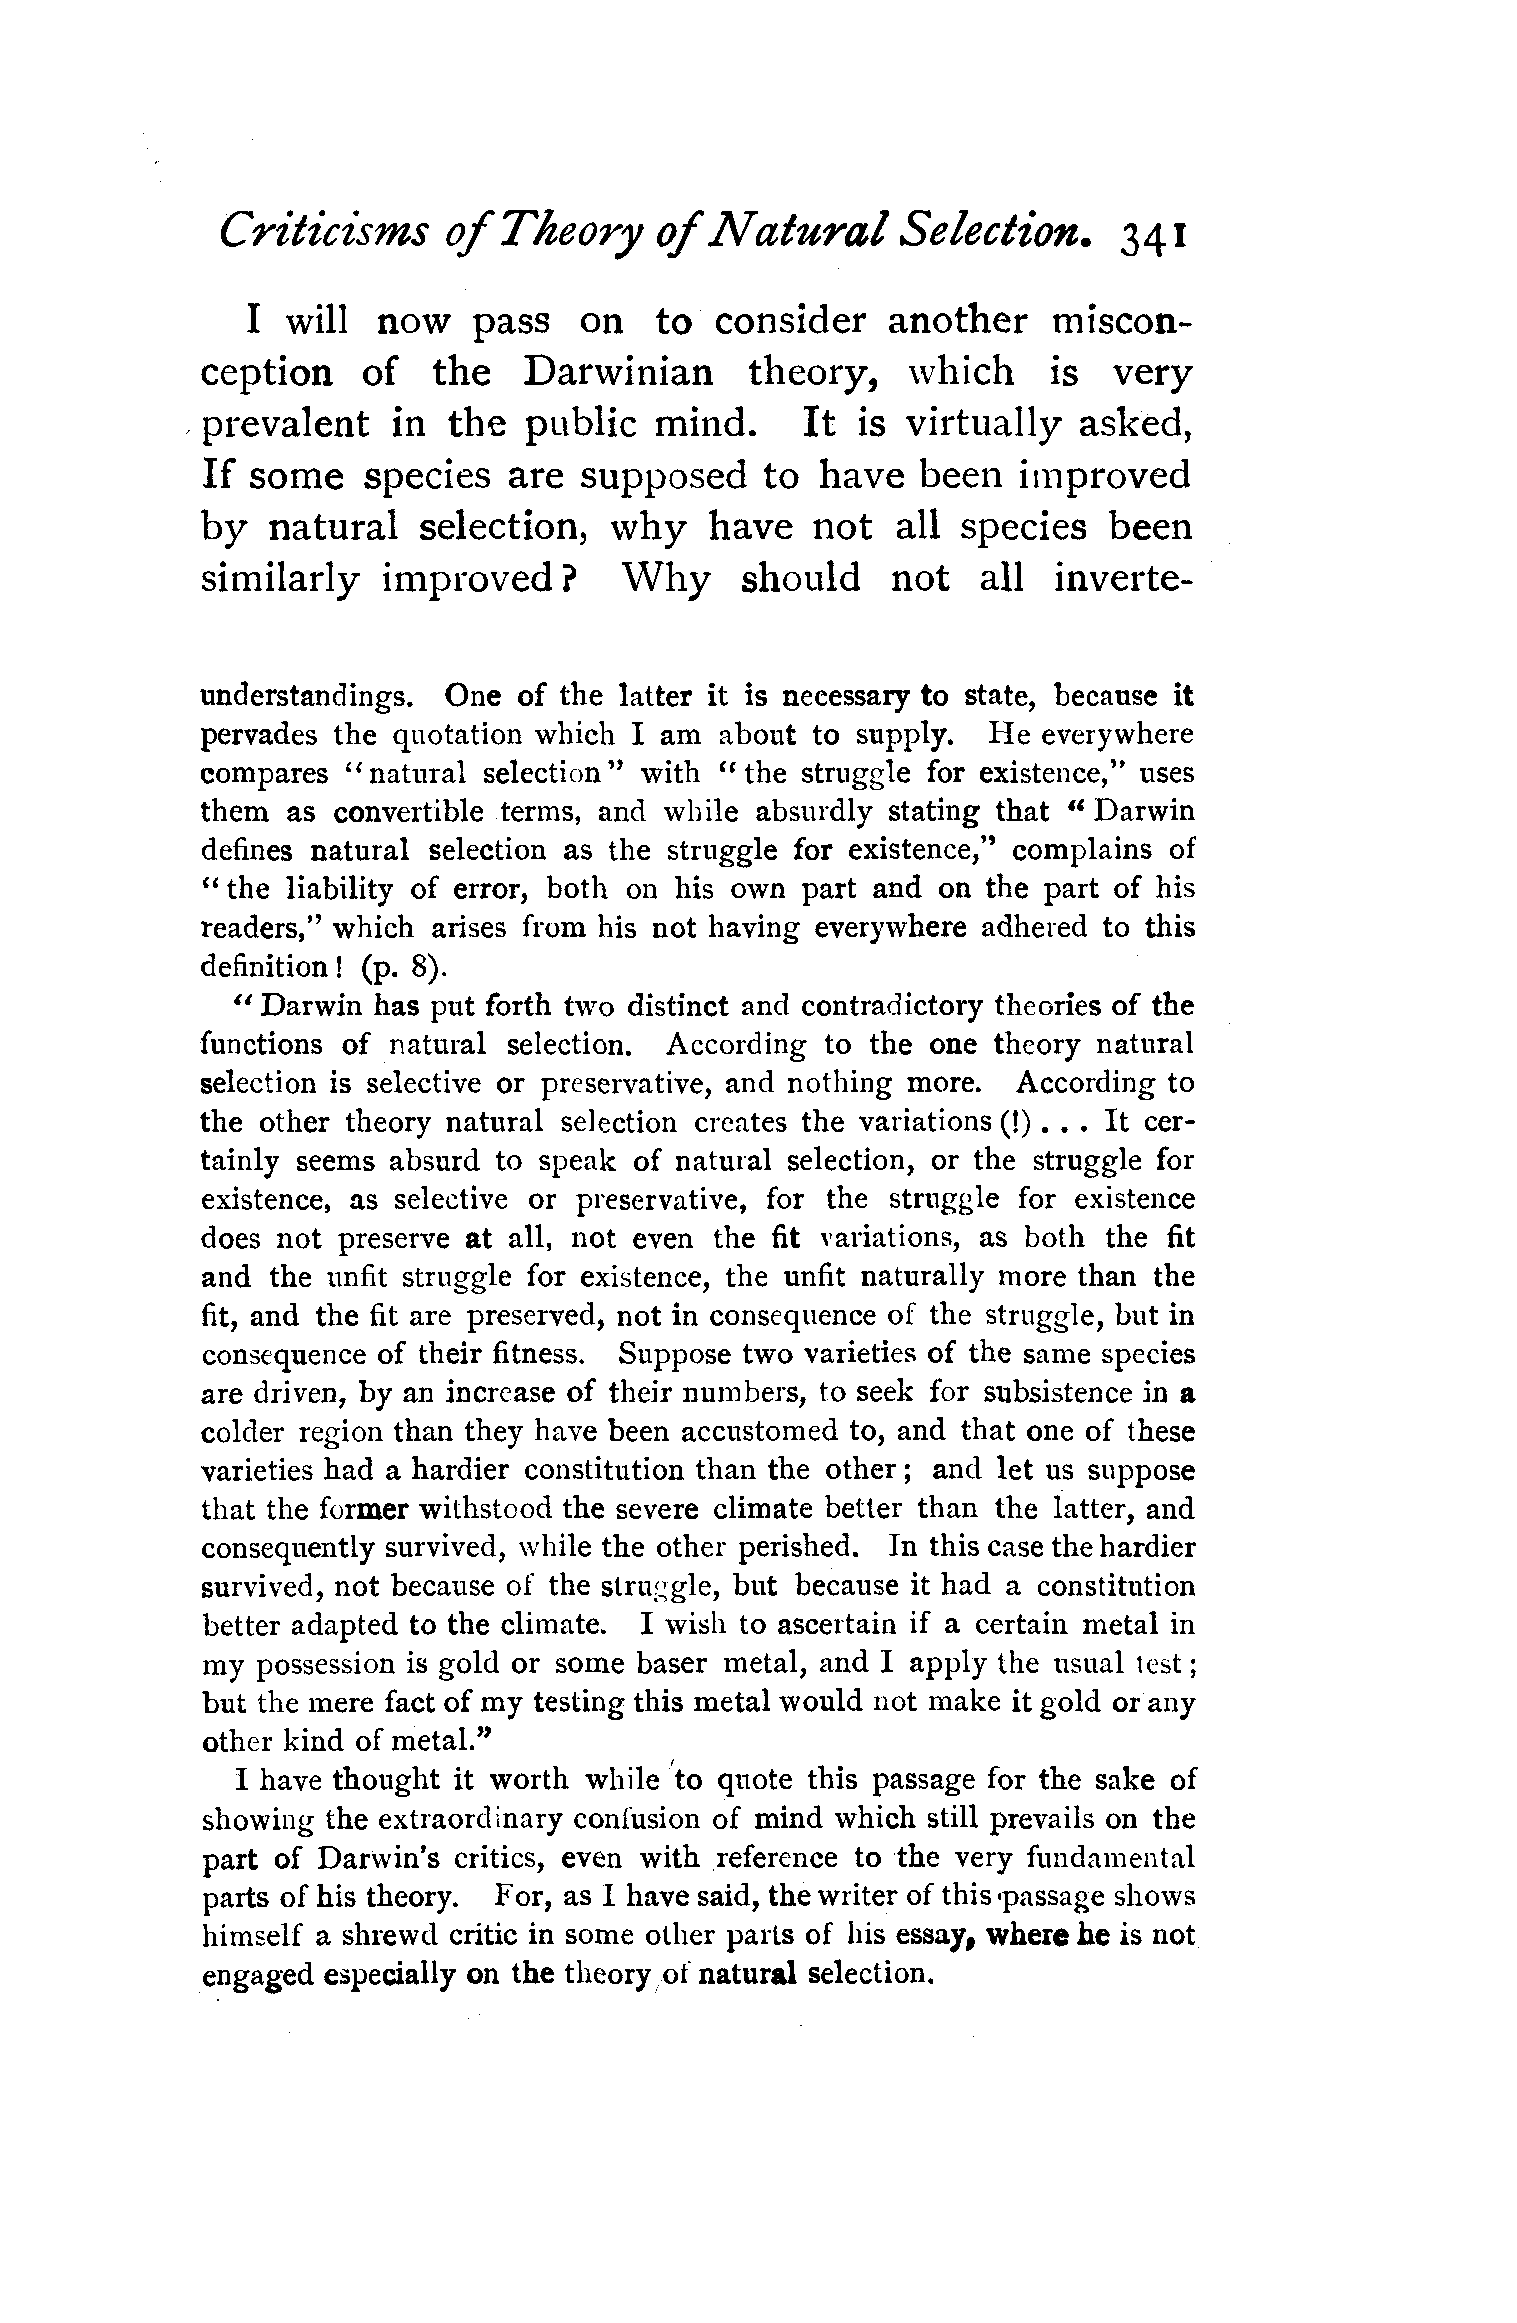 Criticisms of Theory of Natural Selection. 341
I will now pass on to consider another miscon-
ception of the Darwinian theory, which is very
prevalent in the public mind. It is virtually asked,
If some species are supposed to have been improved
by natural selection, why have not all species been
similarly improved? Why should not all inverte-
understandings. One of the latter it is necessary to state, because it
pervades the quotation which I am about to supply. He everywhere
compares "natural selection" with "the struggle for existence," uses
them as convertible terms, and while absurdly stating that "Darwin
defines natural selection as the struggle for existence," complains of
"the liability of error, both on his own part and on the part of his
readers," which arises from his not having everywhere adhered to this
definition! (p. 8).
"Darwin has put forth two distinct and contradictory theories of the
functions of natural selection. According to the one theory natural
selection is selective or preservative, and nothing more. According to
the other theory natural selection creates the variations (!) . . . It cer-
tainly seems absurd to speak of natural selection, or the struggle for
existence, as selective or preservative, for the struggle for existence
does not preserve at all, not even the fit variations, as both the fit
and the unfit struggle for existence, the unfit naturally more than the
fit, and the fit are preserved, not in consequence of the struggle, but in
consequence of their fitness. Suppose two varieties of the same species
are driven, by an increase of their numbers, to seek for subsistence in a
colder region than they have been accustomed to, and that one of these
varieties had a hardier constitution than the other; and let us suppose
that the former withstood the severe climate better than the latter, and
consequently survived, while the other perished. In this case the hardier
survived, not because of the struggle, but because it had a constitution
better adapted to the climate. I wish to ascertain if a certain metal in
my possession is gold or some baser metal, and I apply the usual test;
but the mere fact of my testing this metal would not make it gold or any
other kind of metal."
I have thought it worth while to quote this passage for the sake of
showing the extraordinary confusion of mind which still prevails on the
part of Darwin's critics, even with reference to the very fundamental
parts of his theory. For, as I have said, the writer of this passage shows
himself a shrewd critic in some other parts of his essay, where he is not
engaged especially on the theory of natural selection.